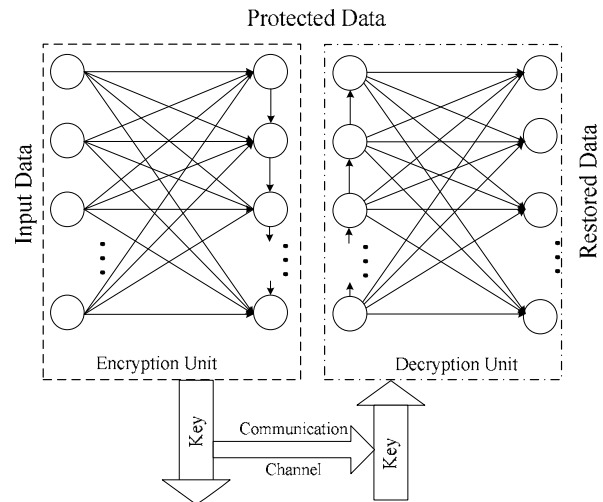 Protected Data
Input Data
Restored Data
Encryption Unit
Decryption Unit
Key
Communication
Channel
Key